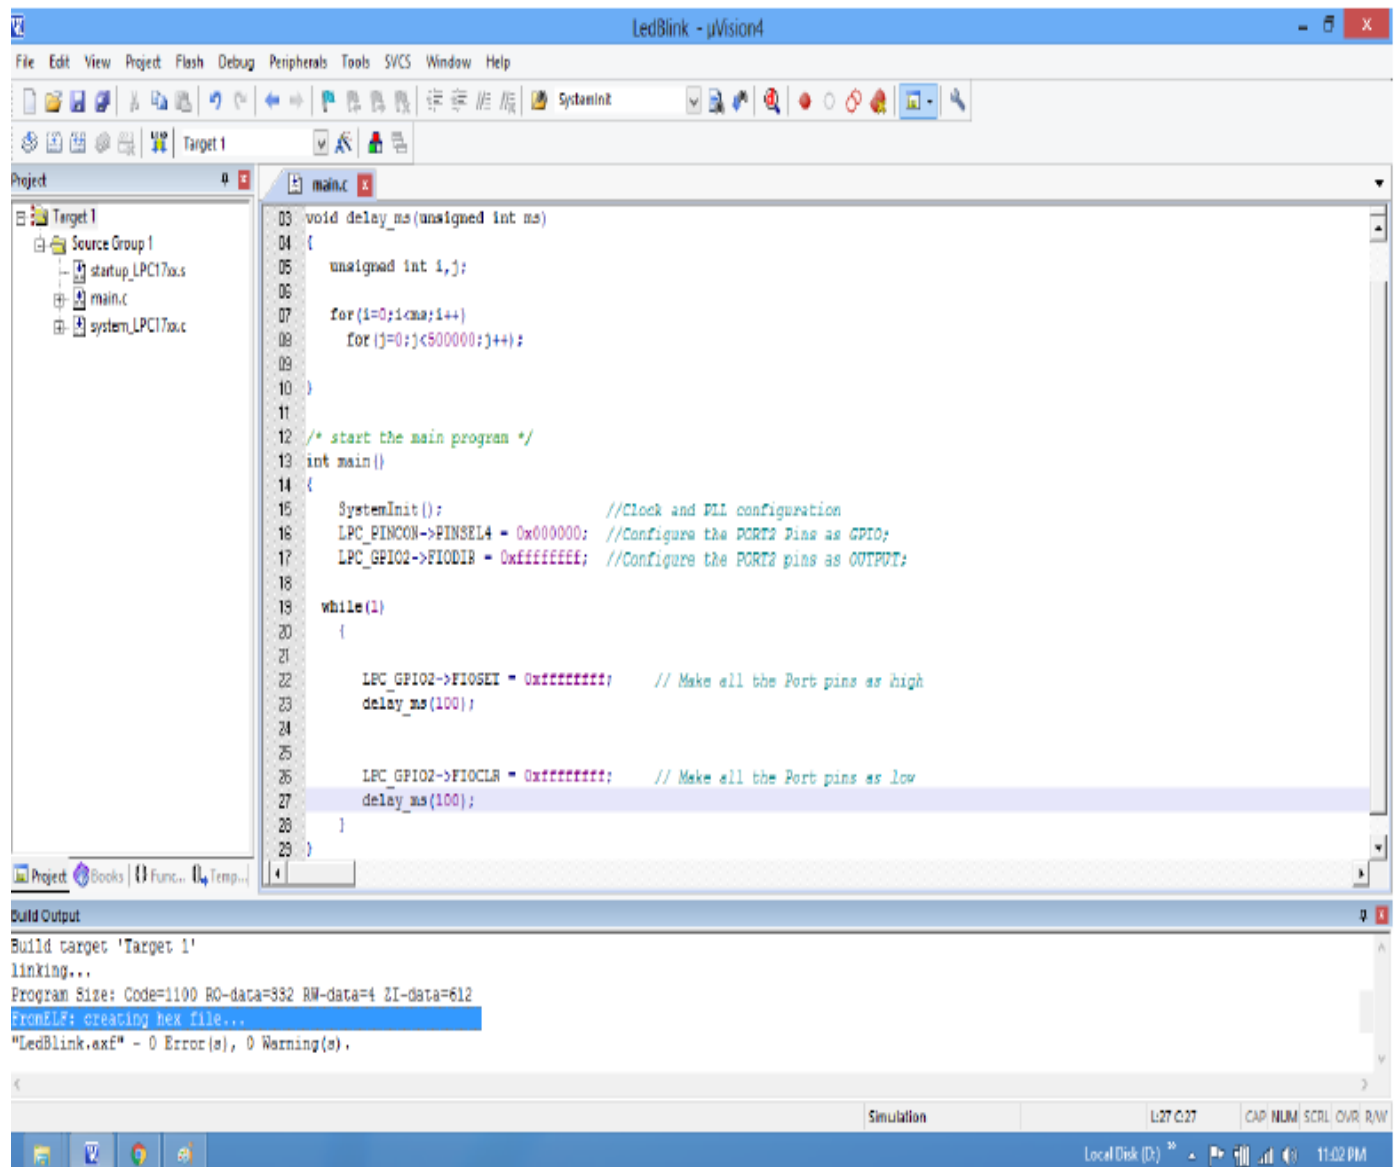 LedBlink - µVision4
File Edit View Project Flash Debug Peripherals Tools SVCS Window Help
SystemInit
Target 1
Project
main.c
Target 1
Source Group 1
startup_LPC17xx.s
main.c
system_LPC17xx.c
03 void delay_ms(unsigned int ms)
04 {
05 unsigned int i,j;
06
07 for(i=0;i<ms;i++)
08 for(j=0;j<500000;j++);
09
10 }
11
12 /* start the main program */
13 int main()
14 {
15 SystemInit(); //Clock and PLL configuration
16 LPC_PINCON->PINSEL4 = 0x000000; //Configure the PORT2 Pins as GPIO;
17 LPC_GPIO2->FIODIR = 0xffffffff; //Configure the PORT2 pins as OUTPUT;
18
19 while(1)
20 {
21
22 LPC_GPIO2->FIOSET = 0xffffffff; // Make all the Port pins as high
23 delay_ms(100);
24
25
26 LPC_GPIO2->FIOCLR = 0xffffffff; // Make all the Port pins as low
27 delay_ms(100);
28 }
29 }
Project Books {} Func... Temp...
Build Output
Build target 'Target 1'
linking...
Program Size: Code=1100 RO-data=332 RW-data=4 ZI-data=612
FromELF: creating hex file...
"LedBlink.axf" - 0 Error(s), 0 Warning(s).
Simulation L:27 C:27 CAP NUM SCRL OVR R/W
Local Disk (D:) 11:02 PM